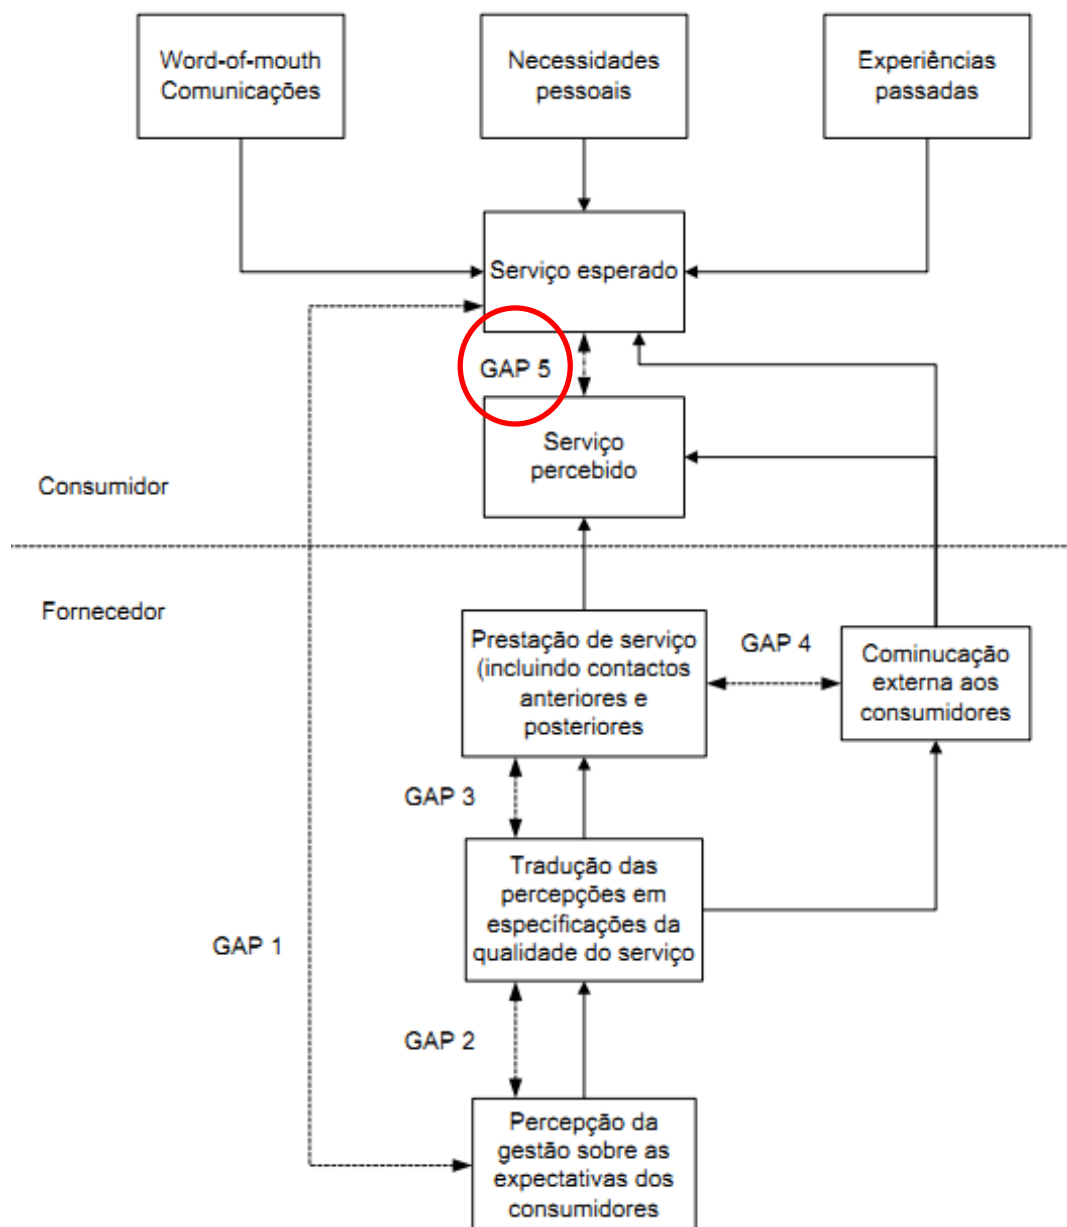 Word-of-mouth
Comunicações
Necessidades
pessoais
Experiências
passadas
Serviço esperado
GAP 5
Serviço
percebido
Consumidor
Fornecedor
Prestação de serviço
(incluindo contactos
anteriores e
posteriores
GAP 4
Cominucação
externa aos
consumidores
GAP 3
Tradução das
percepções em
específicações da
qualidade do serviço
GAP 1
GAP 2
Percepção da
gestão sobre as
expectativas dos
consumidores